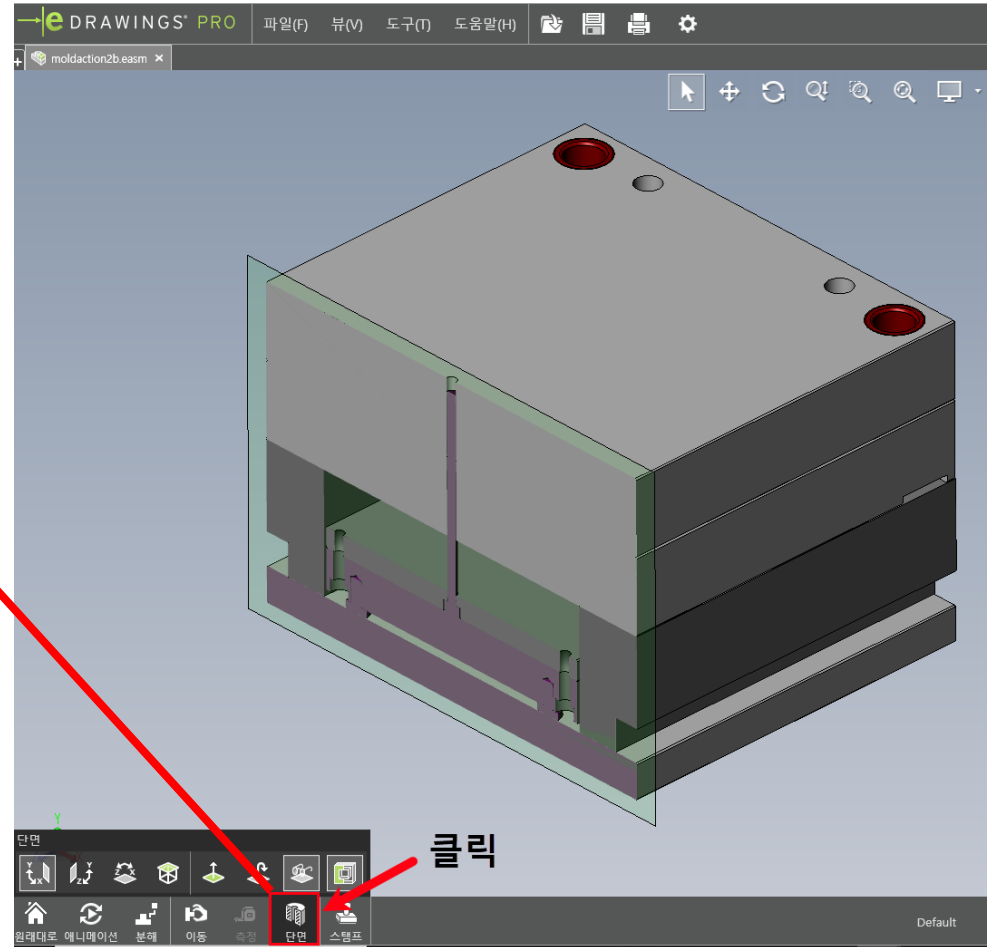 eDRAWINGS® PRO 파일(F) 뷰(V) 도구(T) 도움말(H)
moldaction2b.easm ×
Y
단면
Y X Y Z Z X
클릭
원래대로 애니메이션 분해 이동 측정 단면 스탬프
Default